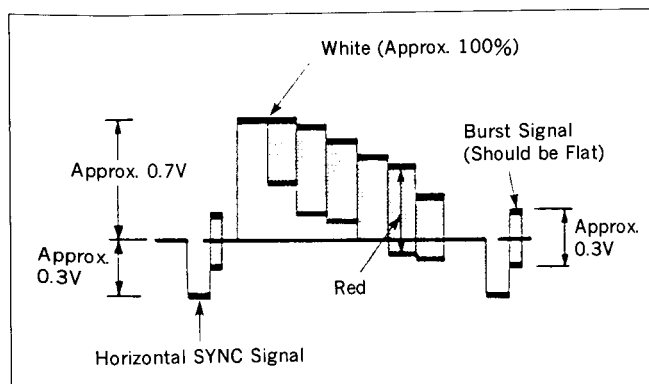 White (Approx. 100%)
Burst Signal
(Should be Flat)
Approx. 0.7V
Approx.
0.3V
Approx.
0.3V
Red
Horizontal SYNC Signal